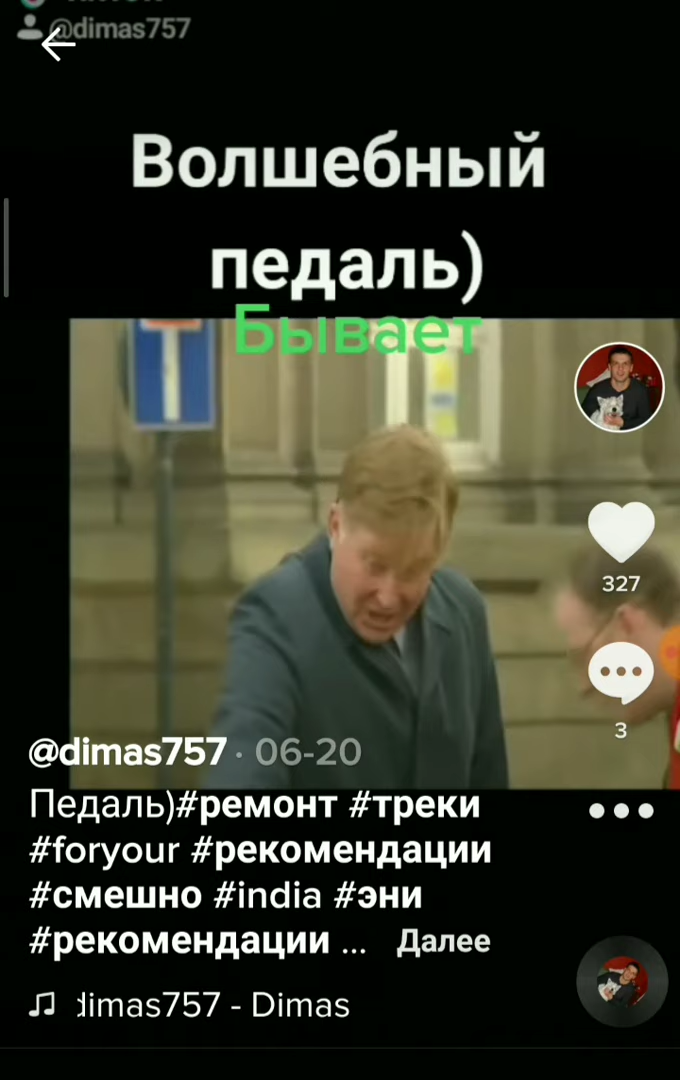 @dimas757
Волшебный
педаль)
Бывает
327
3
@dimas757 · 06-20
Педаль)#ремонт #треки
#foryour #рекомендации
#смешно #india #эни
#рекомендации ... Далее
dimas757 - Dimas